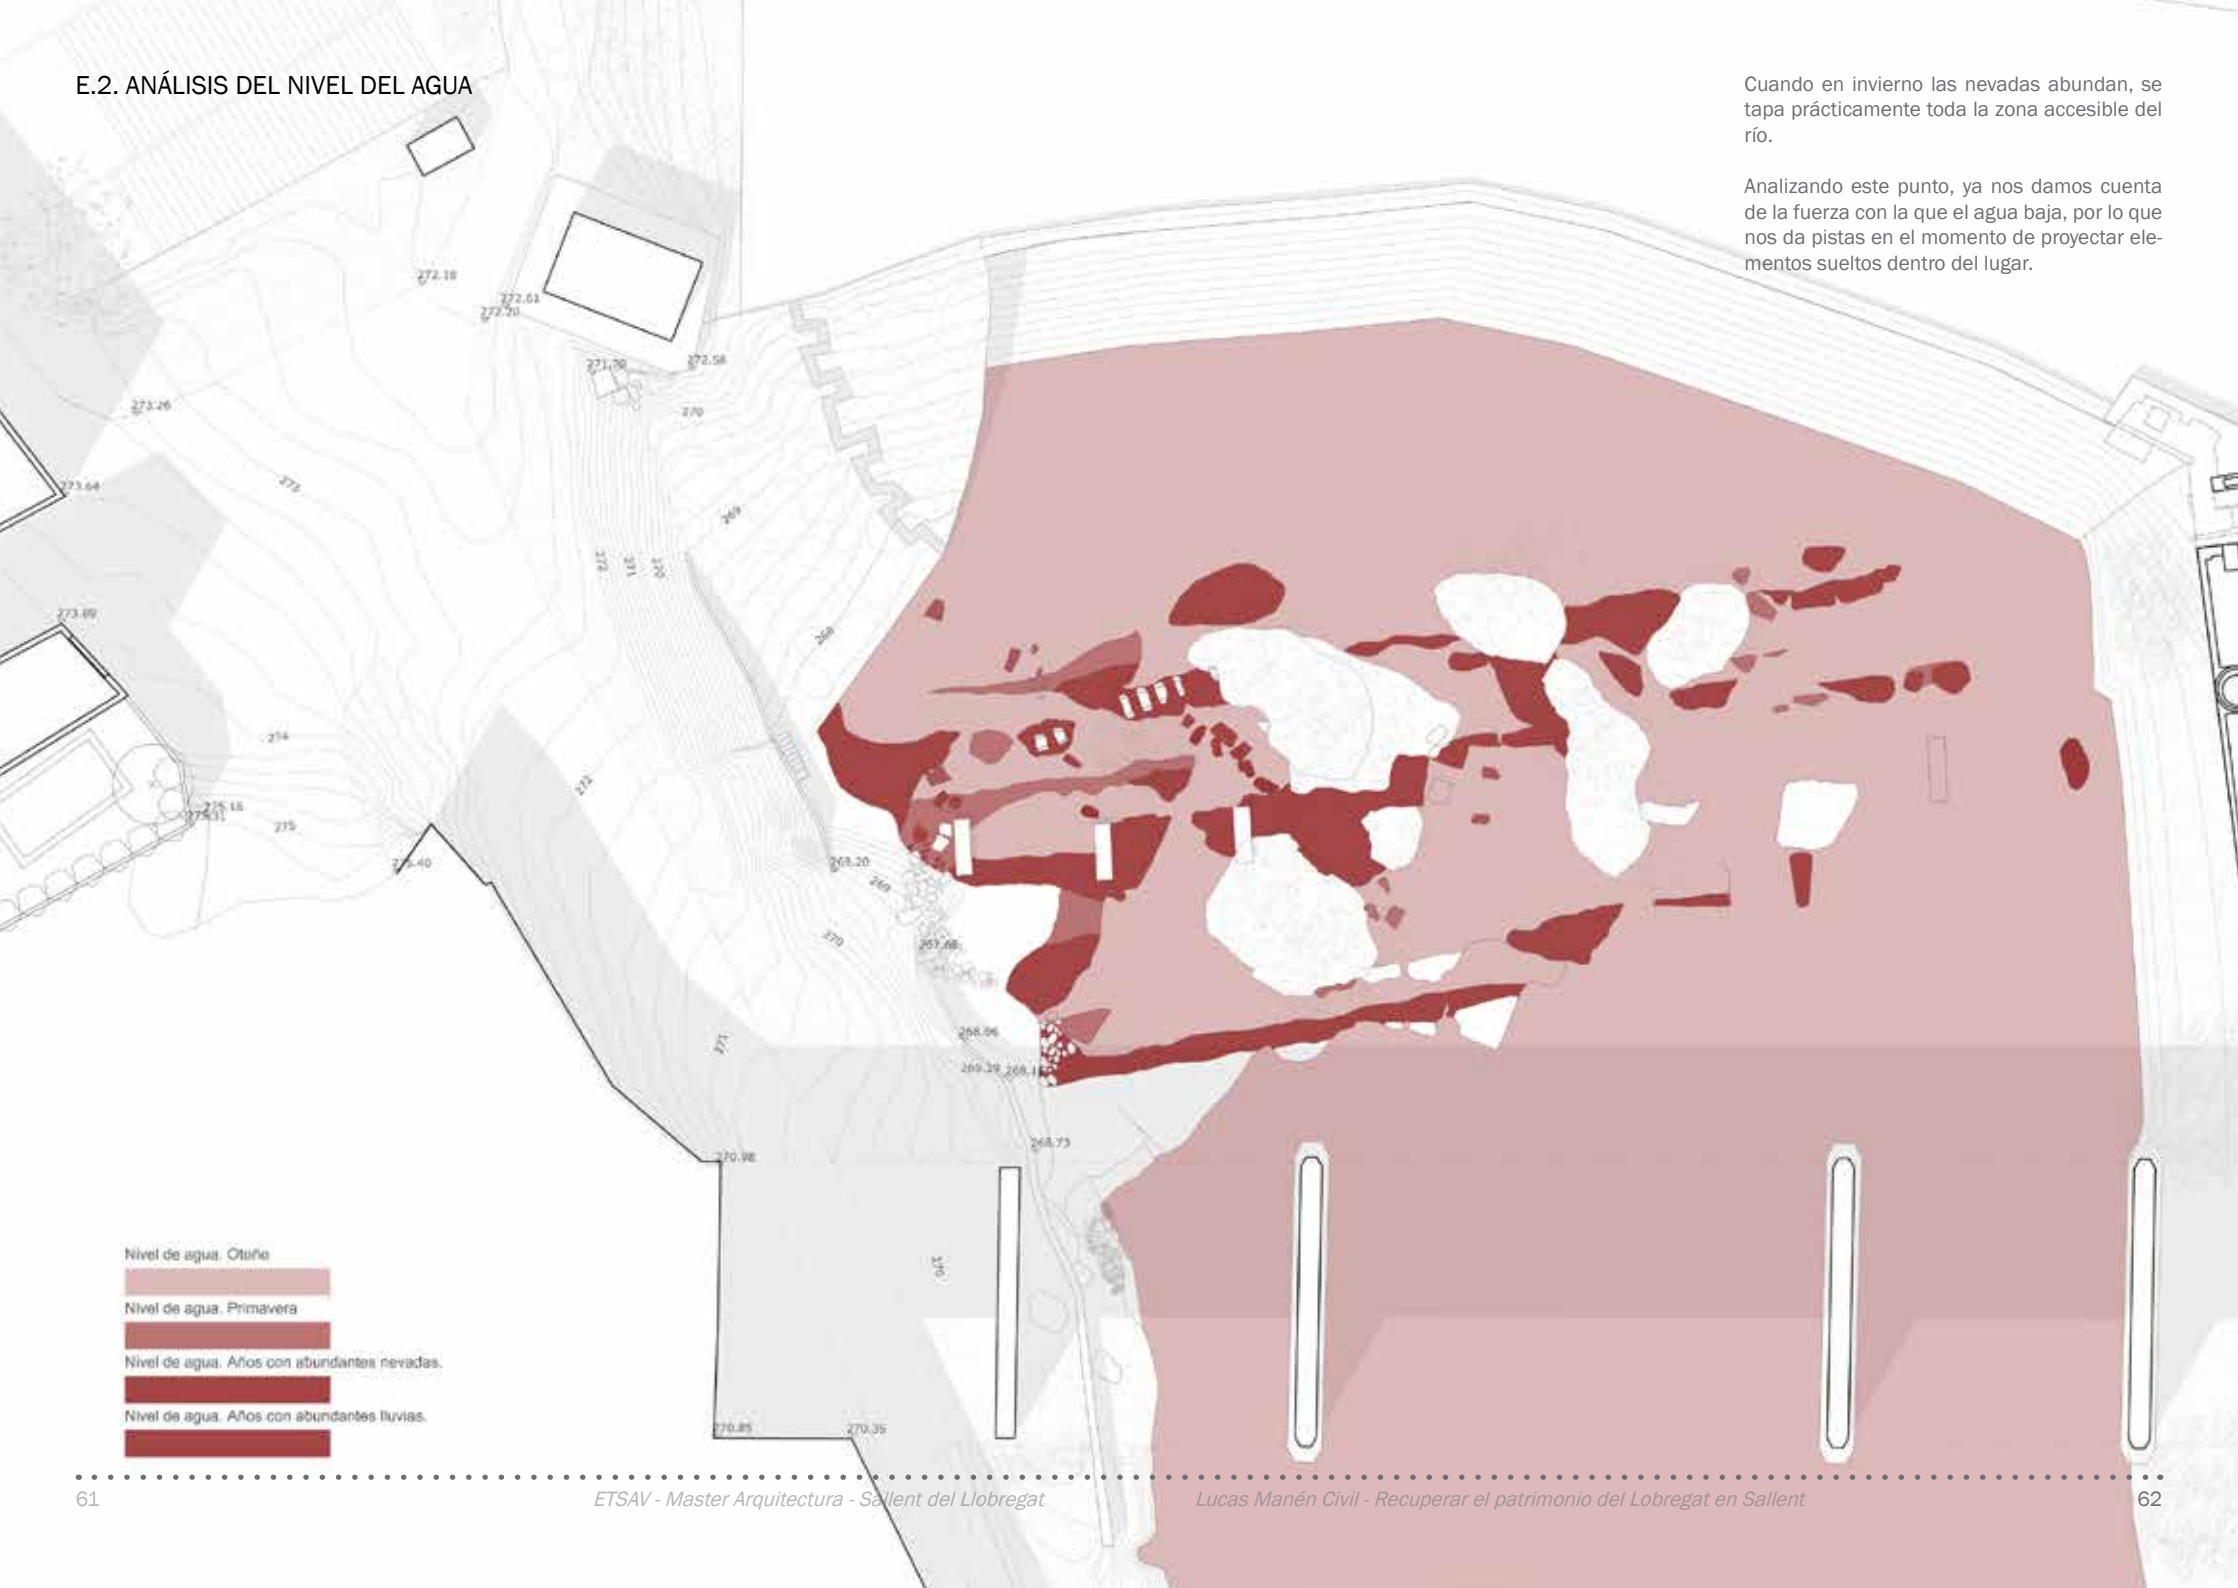 E.2. ANÁLISIS DEL NIVEL DEL AGUA
Cuando en invierno las nevadas abundan, se
tapa prácticamente toda la zona accesible del
río.
Analizando este punto, ya nos damos cuenta
de la fuerza con la que el agua baja, por lo que
nos da pistas en el momento de proyectar ele-
mentos sueltos dentro del lugar.
272.18
272.61
272.20
271.30
272.58
270
273.26
273.64
273
269
272
271
270
273.89
268
274
272
275.16
275
275.40
268.20
269
270
267.68
268.06
271
269.29
268.73
270.98
270
270.85
270.35
Nivel de agua. Otoño
Nivel de agua. Primavera
Nivel de agua. Años con abundantes nevadas.
Nivel de agua. Años con abundantes lluvias.
61
ETSAV - Master Arquitectura - Sallent del Llobregat
Lucas Manén Civil - Recuperar el patrimonio del Lobregat en Sallent
62